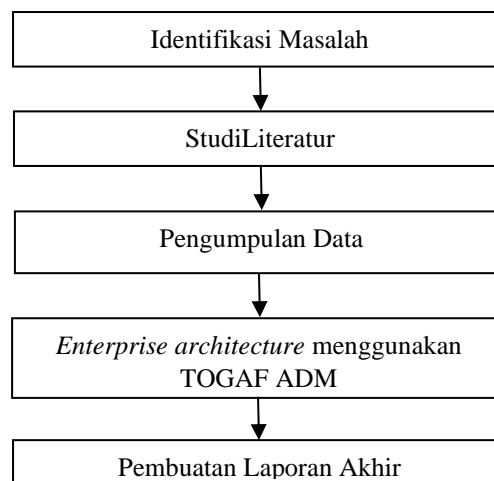 Identifikasi Masalah
StudiLiteratur
Pengumpulan Data
Enterprise architecture menggunakan
TOGAF ADM
Pembuatan Laporan Akhir